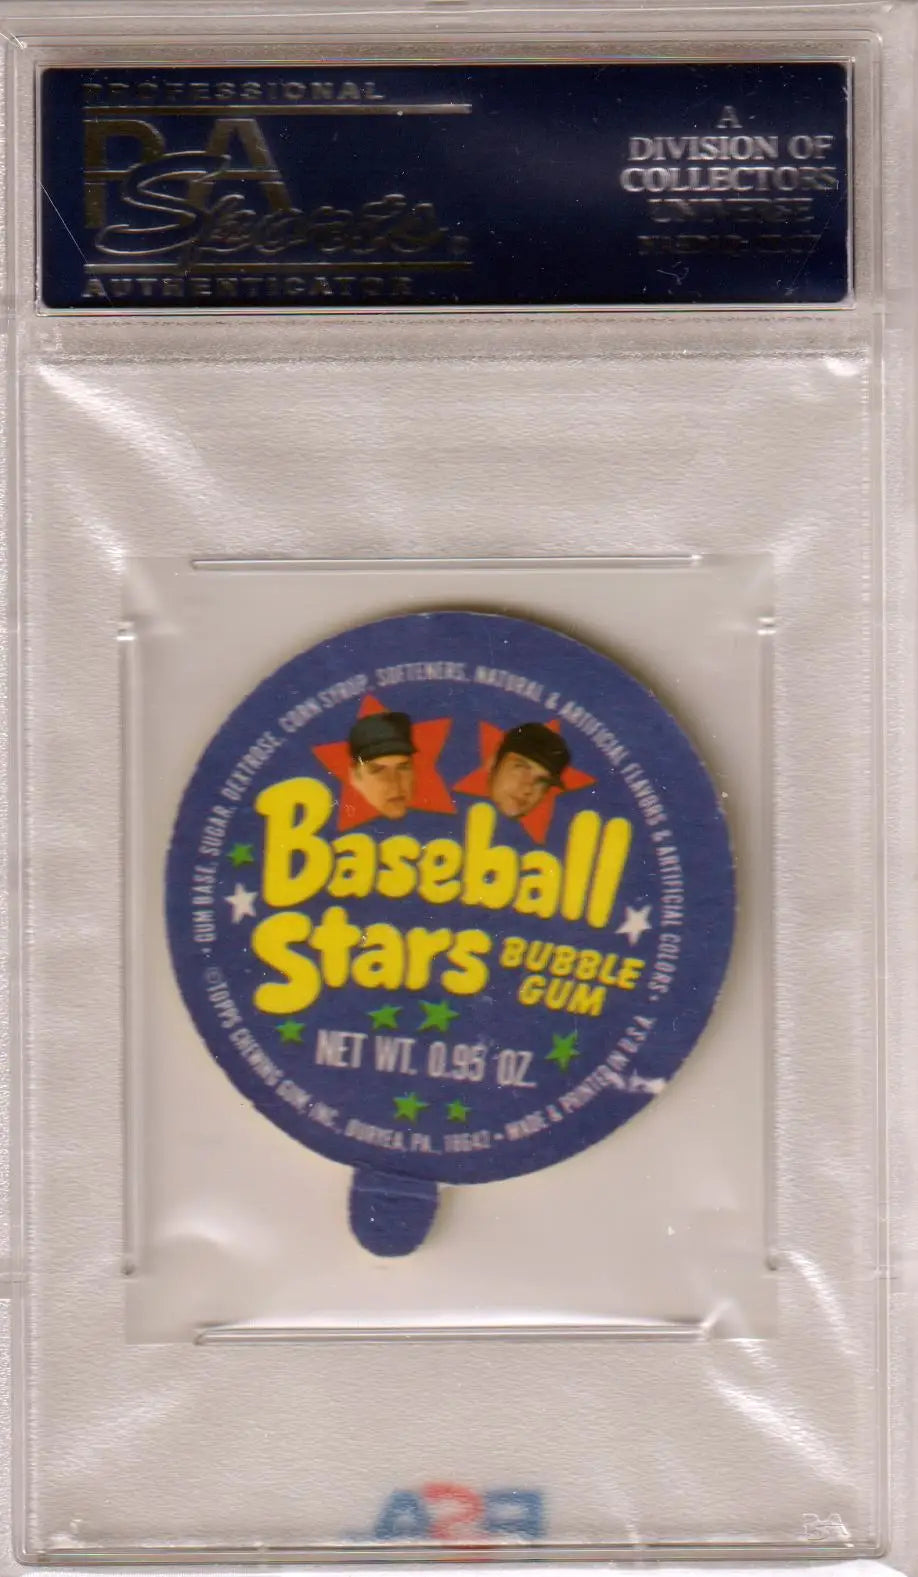 PROFESSIONAL
PSA
Sports
AUTHENTICATOR
A
DIVISION OF
COLLECTORS
UNIVERSE
• GUM BASE, SUGAR, DEXTROSE, CORN SYRUP, SOFTENERS, NATURAL & ARTIFICIAL FLAVORS & ARTIFICIAL COLORS •
Baseball
Stars
BUBBLE
GUM
NET WT. 0.95 OZ.
©TOPPS CHEWING GUM, INC., DURYEA, PA. 18642 • MADE & PRINTED IN U.S.A.
PSA